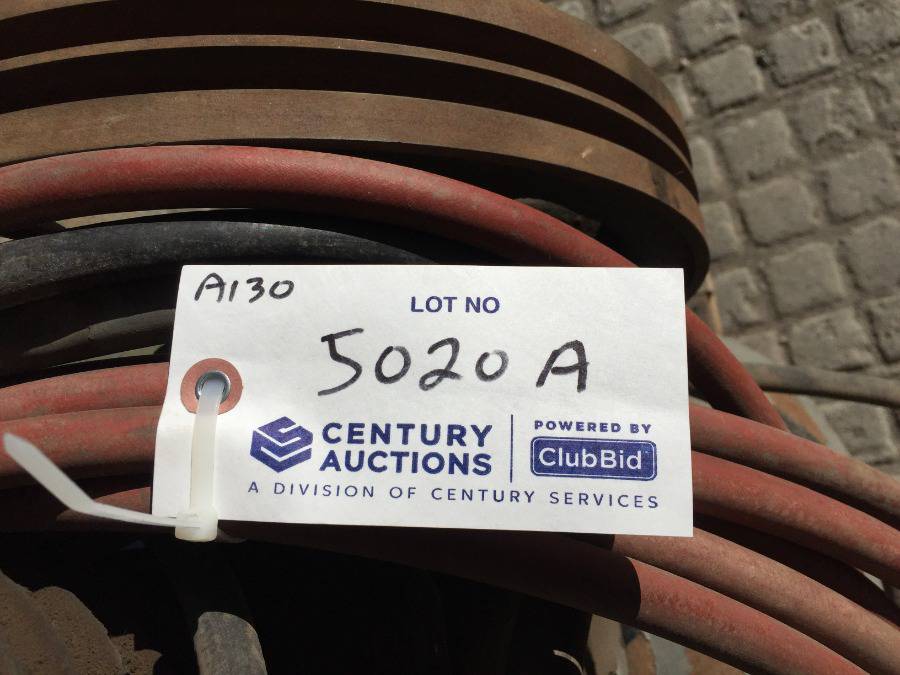 A130
LOT NO
5020 A
CENTURY AUCTIONS
POWERED BY
ClubBid
A DIVISION OF CENTURY SERVICES